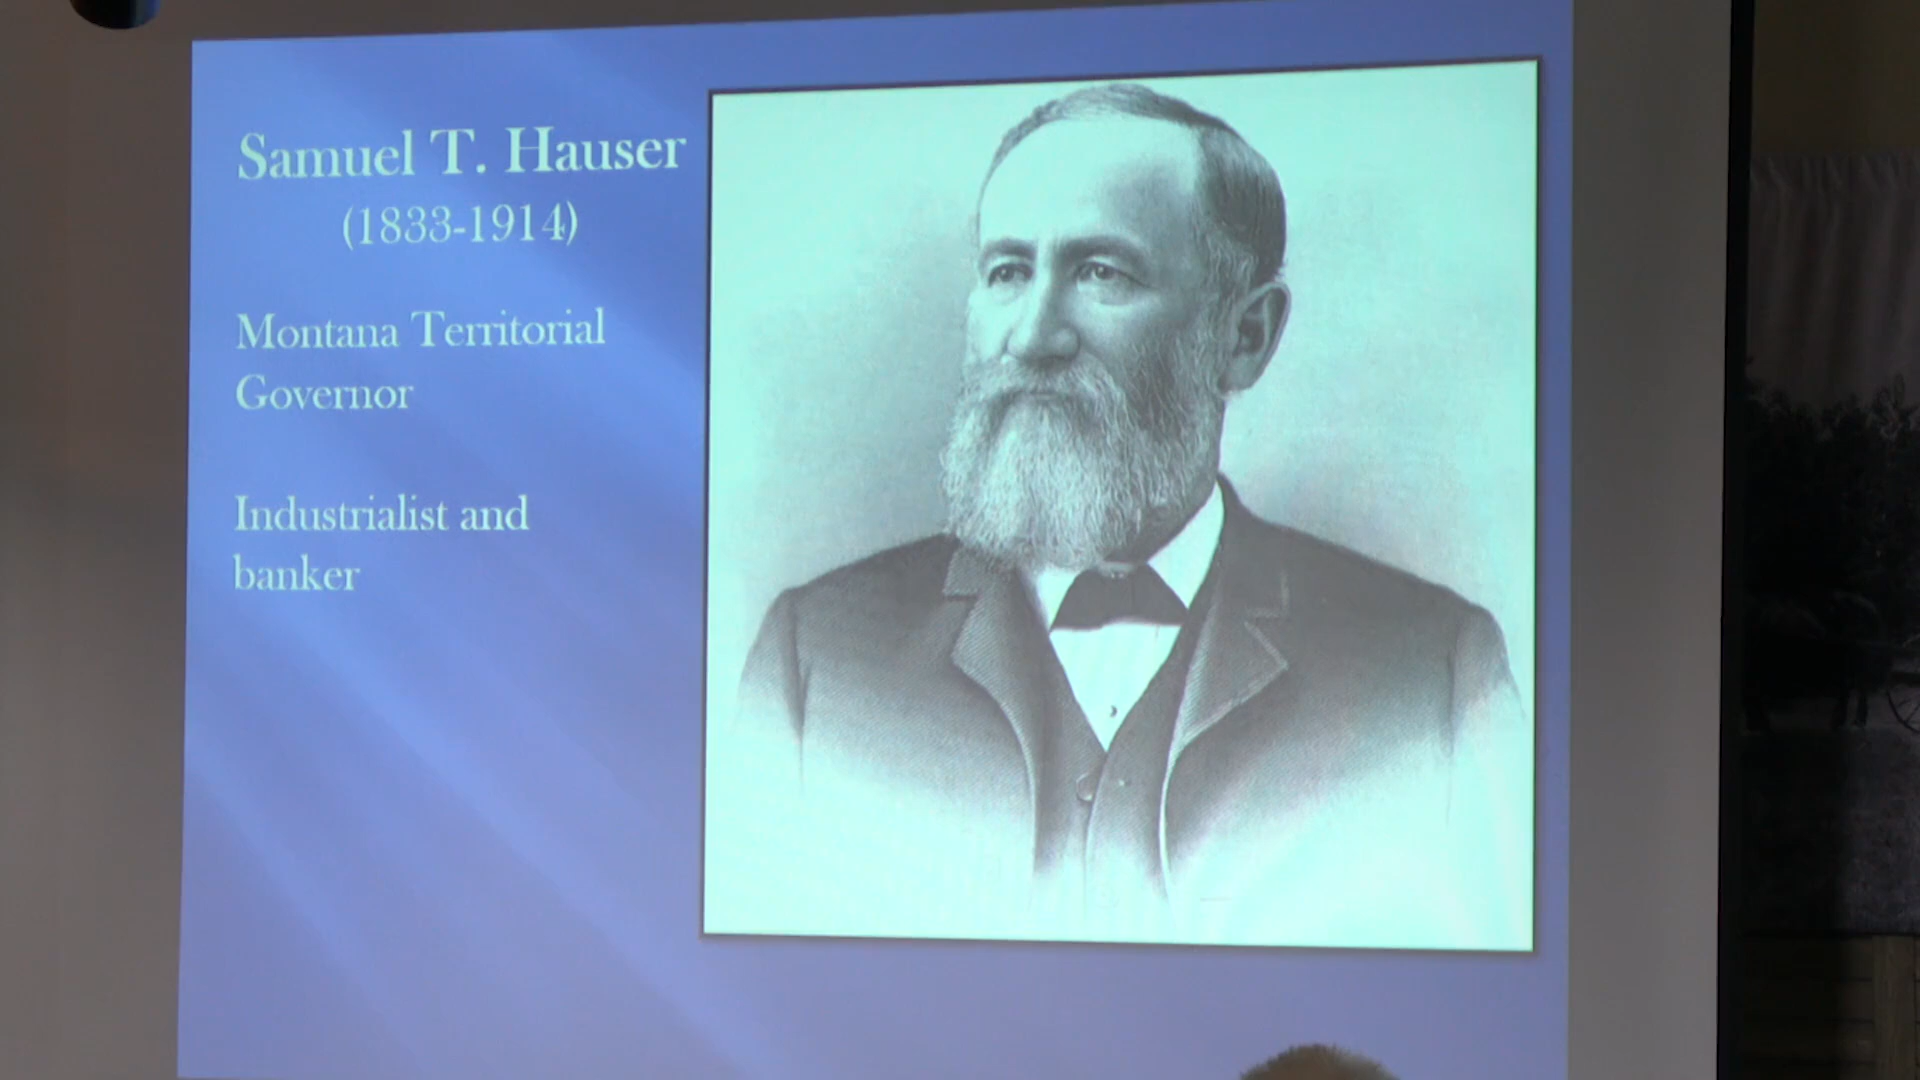 Samuel T. Hauser
(1833-1914)
Montana Territorial
Governor
Industrialist and
banker